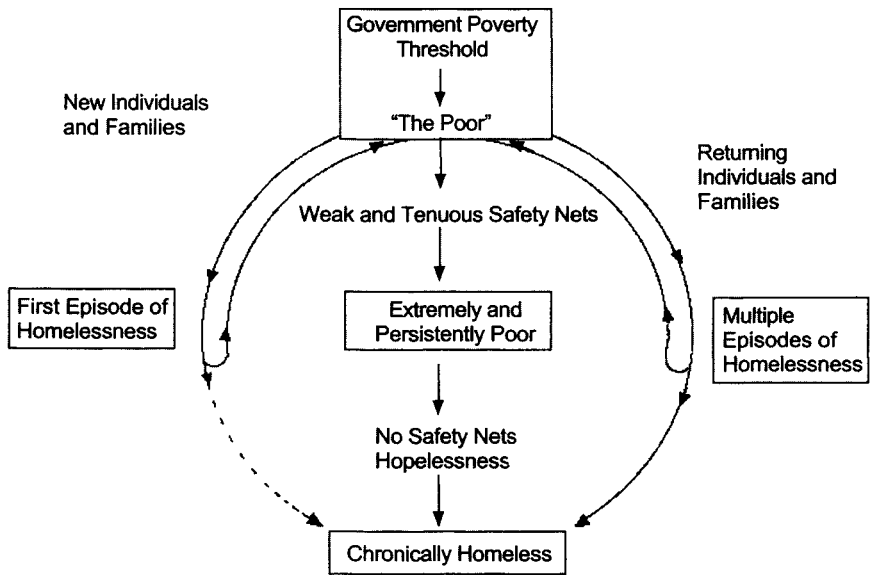 Government Poverty
Threshold
"The Poor"
New Individuals
and Families
Returning
Individuals and
Families
Weak and Tenuous Safety Nets
First Episode of
Homelessness
Extremely and
Persistently Poor
Multiple
Episodes of
Homelessness
No Safety Nets
Hopelessness
Chronically Homeless